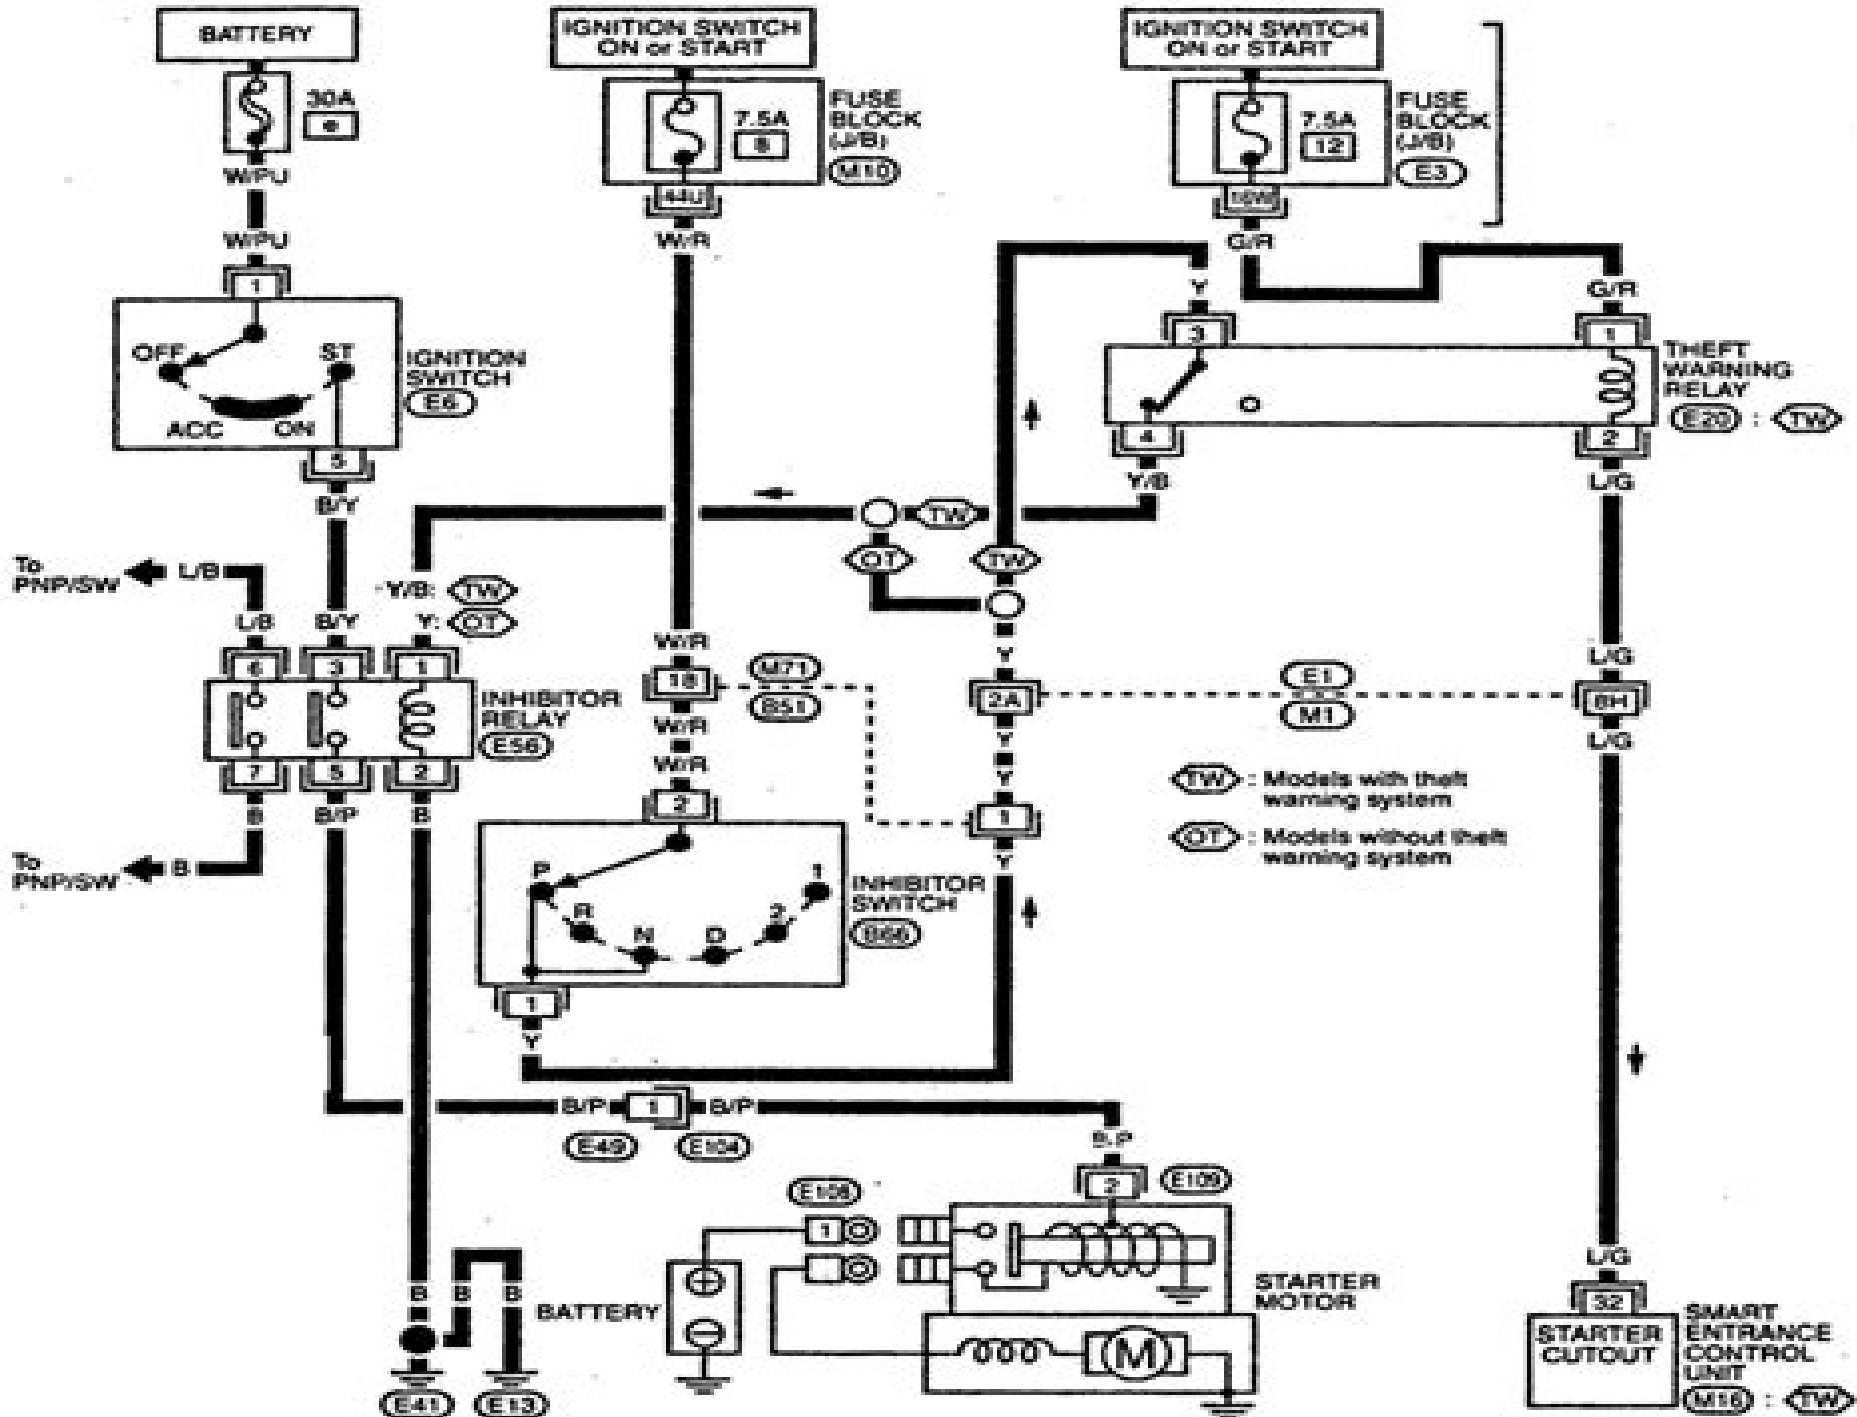 BATTERY
30A
W/PU
W/PU
1
OFF
ST
ACC
ON
IGNITION
SWITCH
E6
5
B/Y
IGNITION SWITCH
ON or START
7.5A
8
FUSE
BLOCK
(J/B)
M10
44U
W/R
IGNITION SWITCH
ON or START
7.5A
12
FUSE
BLOCK
(J/B)
E3
G/R
Y
3
G/R
1
THEFT
WARNING
RELAY
E20 : TW
4
2
Y/B
L/G
TW
OT
TW
To
PNP/SW
L/B
Y/B: TW
Y: OT
L/B
B/Y
6
3
1
INHIBITOR
RELAY
E56
7
5
2
B
B/P
B
To
PNP/SW
B
W/R
18
M71
B51
W/R
W/R
2
P
R
N
D
2
1
INHIBITOR
SWITCH
B66
1
Y
Y
2A
Y
Y
1
Y
E1
M1
L/G
8H
L/G
TW : Models with theft
warning system
OT : Models without theft
warning system
B/P
1
B/P
E49
E104
B/P
2
E109
E108
1
BATTERY
STARTER
MOTOR
M
B
B
B
E41
E13
L/G
32
STARTER
CUTOUT
SMART
ENTRANCE
CONTROL
UNIT
M16 : TW